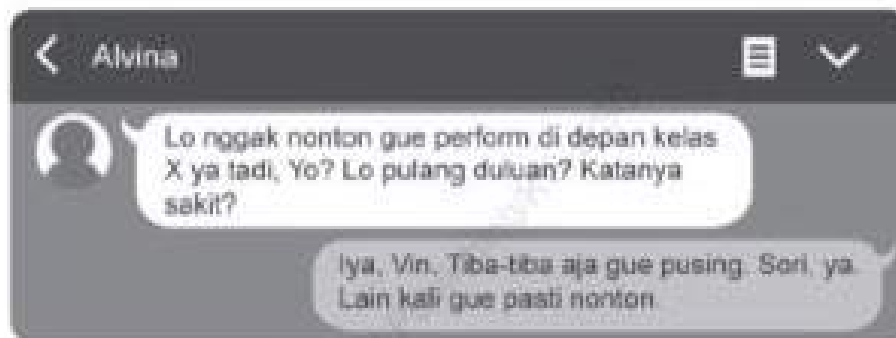 Alvina
Lo nggak nonton gue perform di depan kelas
X ya tadi, Yo? Lo pulang duluan? Katanya
sakit?
Iya, Vin. Tiba-tiba aja gue pusing. Sori, ya.
Lain kali gue pasti nonton.